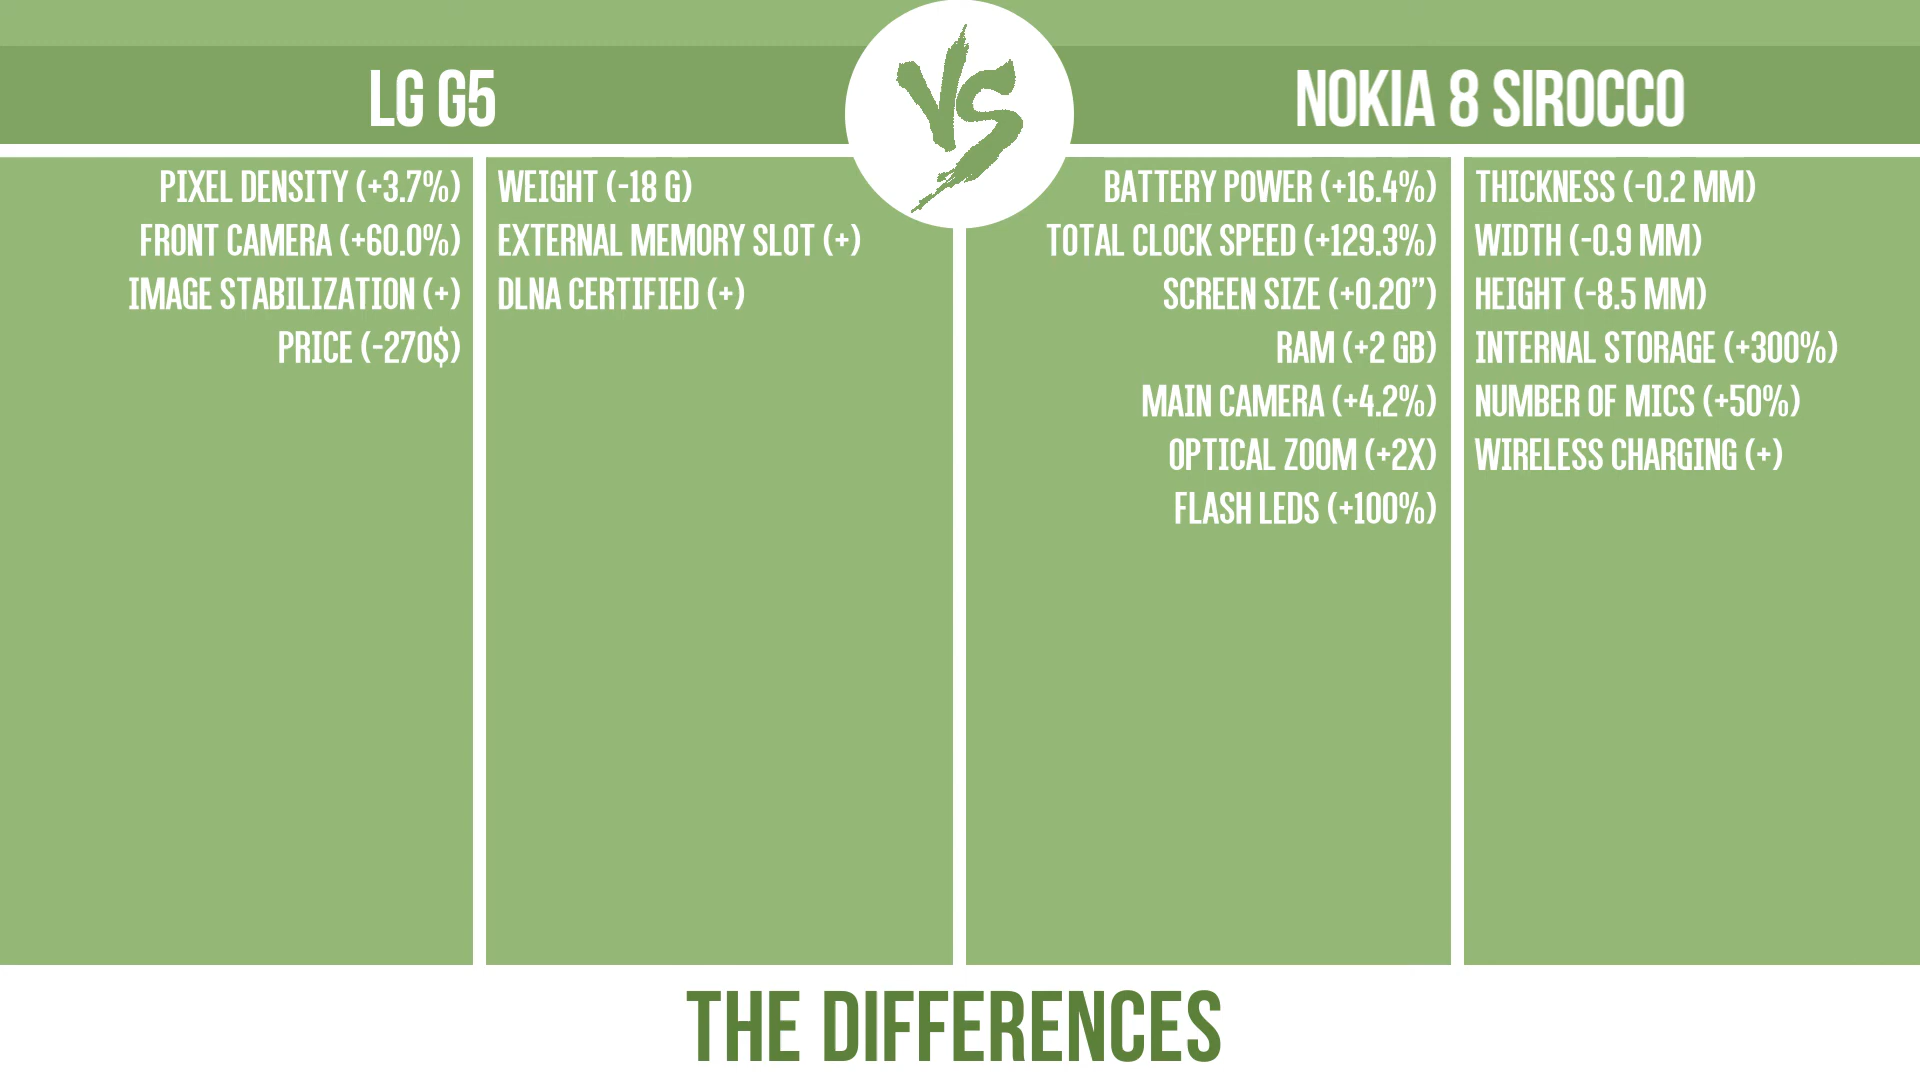 LG G5
VS
NOKIA 8 SIROCCO
PIXEL DENSITY (+3.7%)
FRONT CAMERA (+60.0%)
IMAGE STABILIZATION (+)
PRICE (-270$)
WEIGHT (-18 G)
EXTERNAL MEMORY SLOT (+)
DLNA CERTIFIED (+)
BATTERY POWER (+16.4%)
TOTAL CLOCK SPEED (+129.3%)
SCREEN SIZE (+0.20”)
RAM (+2 GB)
MAIN CAMERA (+4.2%)
OPTICAL ZOOM (+2X)
FLASH LEDS (+100%)
THICKNESS (-0.2 MM)
WIDTH (-0.9 MM)
HEIGHT (-8.5 MM)
INTERNAL STORAGE (+300%)
NUMBER OF MICS (+50%)
WIRELESS CHARGING (+)
THE DIFFERENCES